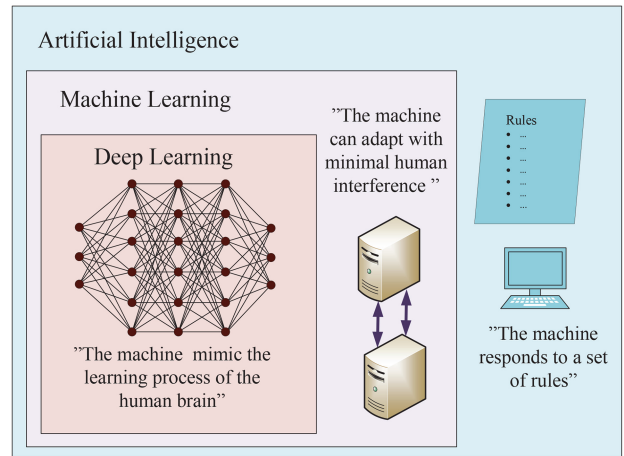 Artificial Intelligence
Machine Learning
Deep Learning
”The machine mimic the
learning process of the
human brain”
”The machine
can adapt with
minimal human
interference ”
Rules
• ...
• ...
• ...
• ...
• ...
• ...
• ...
”The machine
responds to a set
of rules”